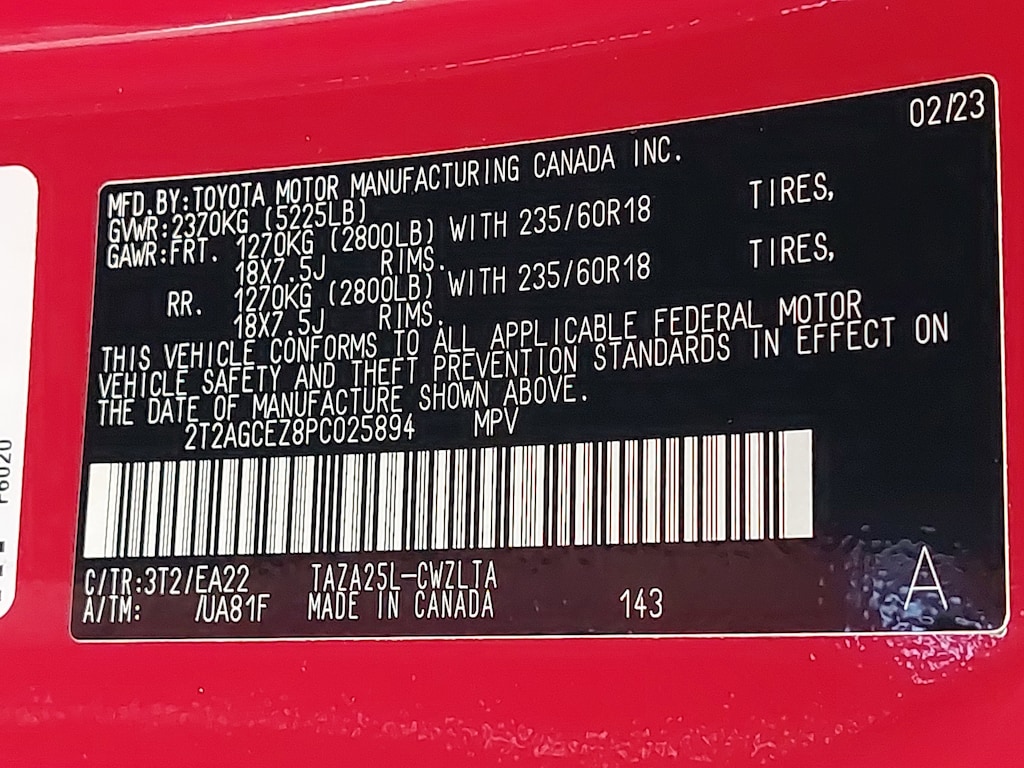 02/23
MFD.BY:TOYOTA MOTOR MANUFACTURING CANADA INC.
GVWR:2370KG (5225LB)
GAWR:FRT. 1270KG (2800LB) WITH 235/60R18 TIRES,
18X7.5J RIMS.
RR. 1270KG (2800LB) WITH 235/60R18 TIRES,
18X7.5J RIMS.
THIS VEHICLE CONFORMS TO ALL APPLICABLE FEDERAL MOTOR
VEHICLE SAFETY AND THEFT PREVENTION STANDARDS IN EFFECT ON
THE DATE OF MANUFACTURE SHOWN ABOVE.
2T2AGCEZ8PC025894 MPV
C/TR:3T2/EA22 TAZA25L-CWZLTA
A/TM: /UA81F MADE IN CANADA 143
A